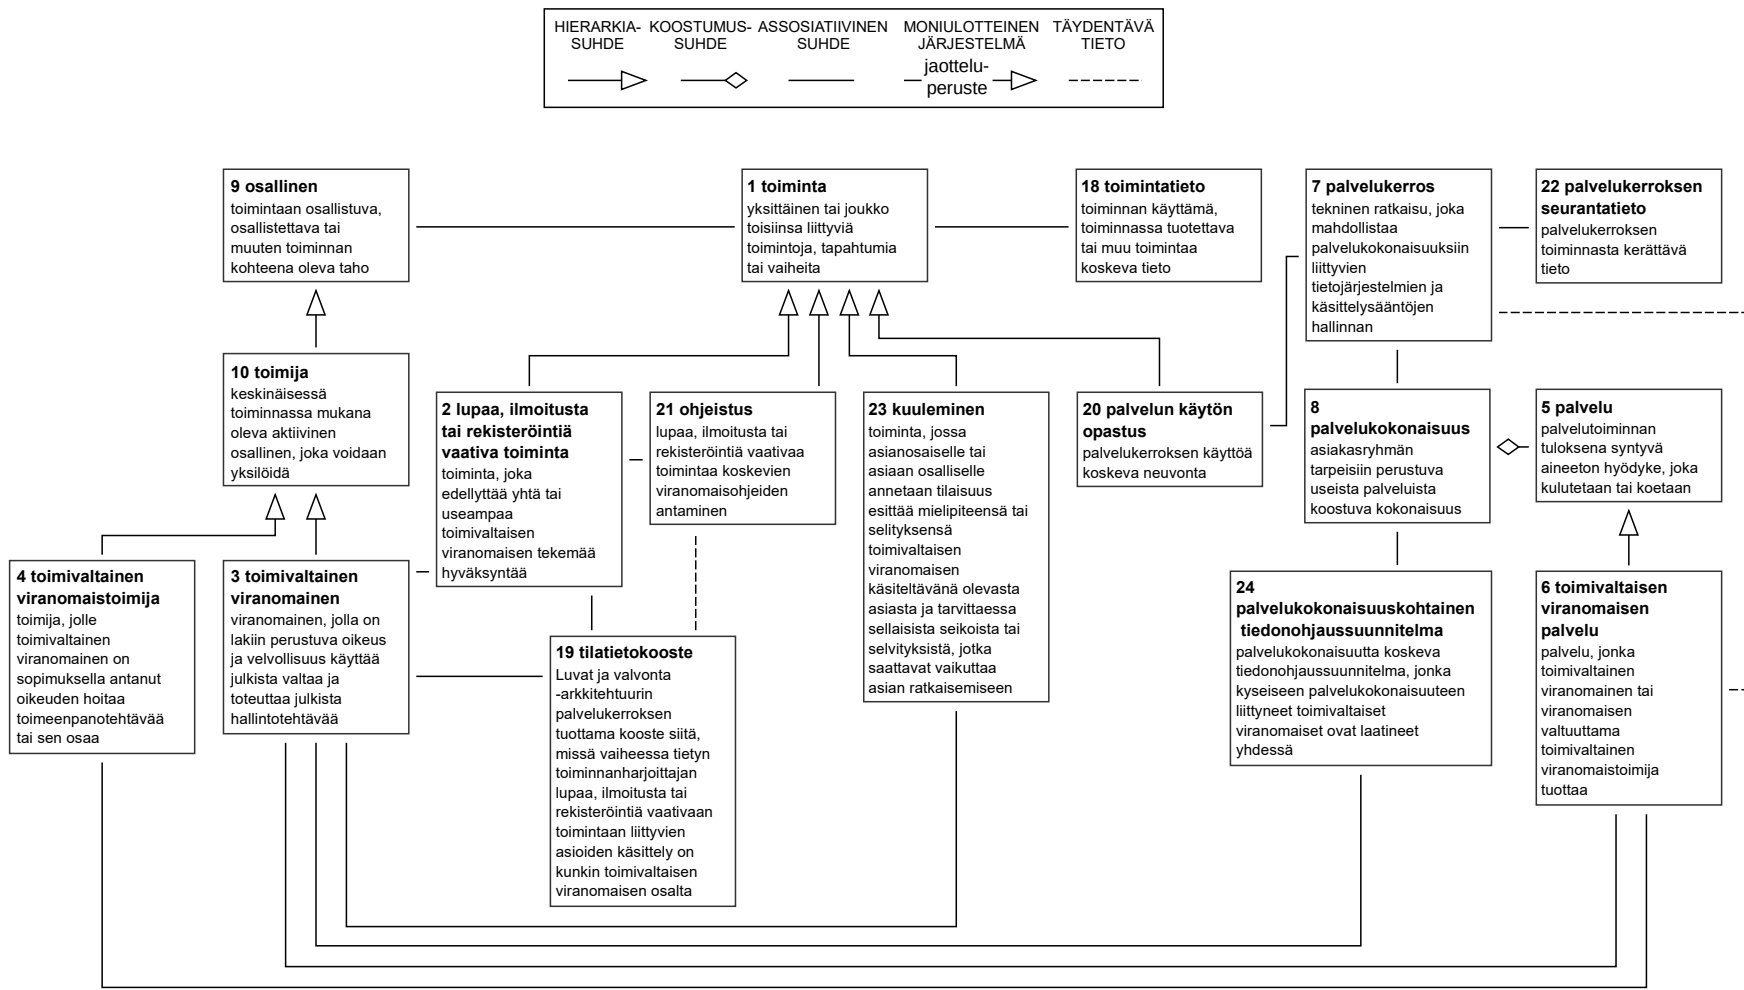 HIERARKIA-
SUHDE
KOOSTUMUS-
SUHDE
ASSOSIATIIVINEN
SUHDE
MONIULOTTEINEN
JÄRJESTELMÄ
jaottelu-
peruste
TÄYDENTÄVÄ
TIETO
9 osallinen
toimintaan osallistuva,
osallistettava tai
muuten toiminnan
kohteena oleva taho
1 toiminta
yksittäinen tai joukko
toisiinsa liittyviä
toimintoja, tapahtumia
tai vaiheita
18 toimintatieto
toiminnan käyttämä,
toiminnassa tuotettava
tai muu toimintaa
koskeva tieto
7 palvelukerros
tekninen ratkaisu, joka
mahdollistaa
palvelukokonaisuuksiin
liittyvien
tietojärjestelmien ja
käsittelysääntöjen
hallinnan
22 palvelukerroksen
seurantatieto
palvelukerroksen
toiminnasta kerättävä
tieto
10 toimija
keskinäisessä
toiminnassa mukana
oleva aktiivinen
osallinen, joka voidaan
yksilöidä
2 lupaa, ilmoitusta
tai rekisteröintiä
vaativa toiminta
toiminta, joka
edellyttää yhtä tai
useampaa
toimivaltaisen
viranomaisen tekemää
hyväksyntää
21 ohjeistus
lupaa, ilmoitusta tai
rekisteröintiä vaativaa
toimintaa koskevien
viranomaisohjeiden
antaminen
23 kuuleminen
toiminta, jossa
asianosaiselle tai
asiaan osalliselle
annetaan tilaisuus
esittää mielipiteensä tai
selityksensä
toimivaltaisen
viranomaisen
käsiteltävänä olevasta
asiasta ja tarvittaessa
sellaisista seikoista tai
selvityksistä, jotka
saattavat vaikuttaa
asian ratkaisemiseen
20 palvelun käytön
opastus
palvelukerroksen käyttöä
koskeva neuvonta
8
palvelukokonaisuus
asiakasryhmän
tarpeisiin perustuva
useista palveluista
koostuva kokonaisuus
5 palvelu
palvelutoiminnan
tuloksena syntyvä
aineeton hyödyke, joka
kulutetaan tai koetaan
4 toimivaltainen
viranomaistoimija
toimija, jolle
toimivaltainen
viranomainen on
sopimuksella antanut
oikeuden hoitaa
toimeenpanotehtävää
tai sen osaa
3 toimivaltainen
viranomainen
viranomainen, jolla on
lakiin perustuva oikeus
ja velvollisuus käyttää
julkista valtaa ja
toteuttaa julkista
hallintotehtävää
19 tilatietokooste
Luvat ja valvonta
-arkkitehtuurin
palvelukerroksen
tuottama kooste siitä,
missä vaiheessa tietyn
toiminnanharjoittajan
lupaa, ilmoitusta tai
rekisteröintiä vaativaan
toimintaan liittyvien
asioiden käsittely on
kunkin toimivaltaisen
viranomaisen osalta
24
palvelukokonaisuuskohtainen
tiedonohjaussuunnitelma
palvelukokonaisuutta koskeva
tiedonohjaussuunnitelma, jonka
kyseiseen palvelukokonaisuuteen
liittyneet toimivaltaiset
viranomaiset ovat laatineet
yhdessä
6 toimivaltaisen
viranomaisen
palvelu
palvelu, jonka
toimivaltainen
viranomainen tai
viranomaisen
valtuuttama
toimivaltainen
viranomaistoimija
tuottaa